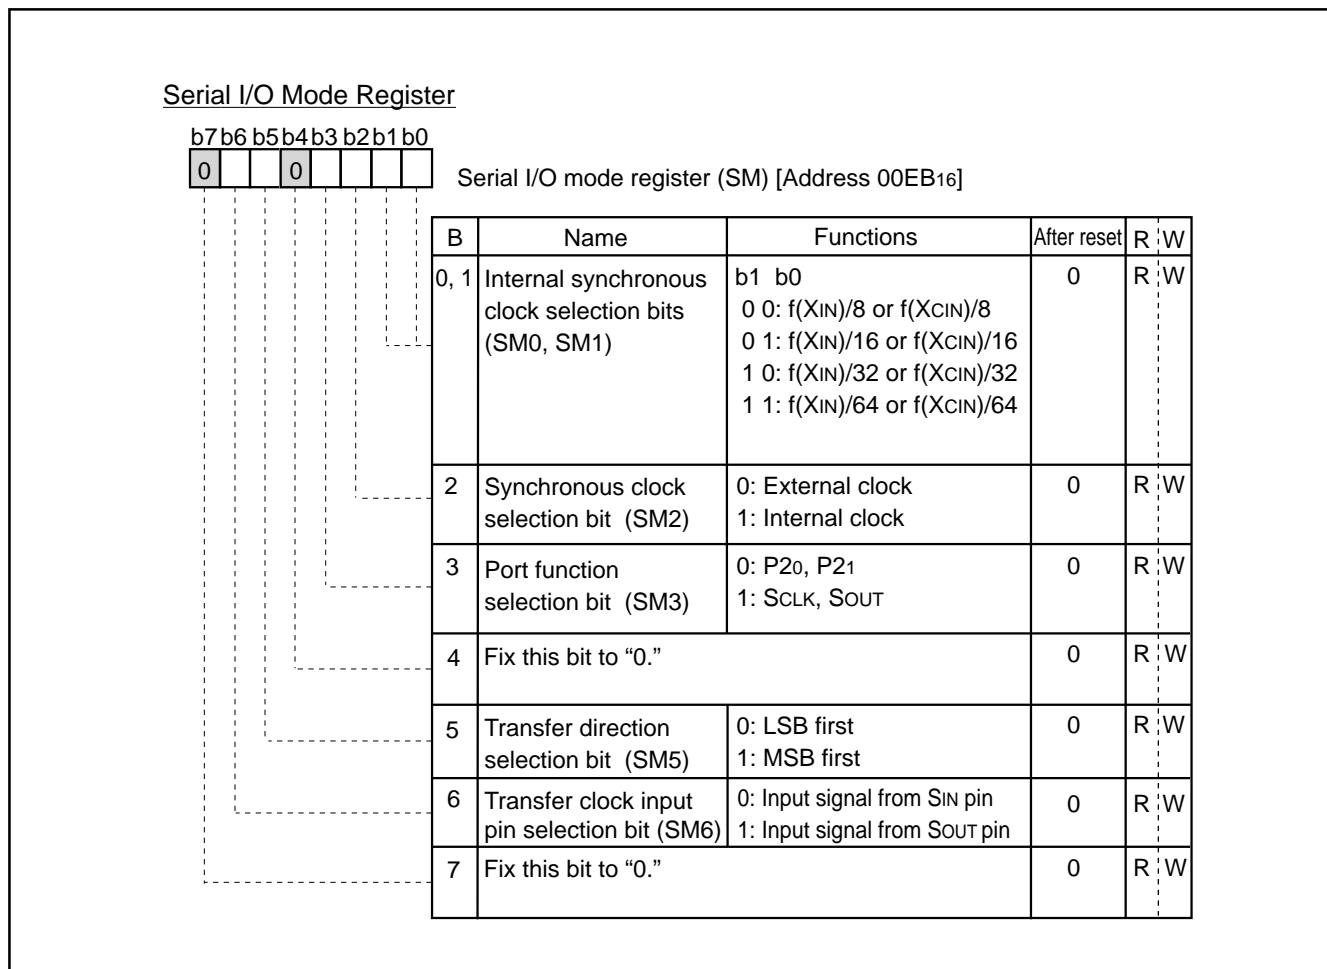 Serial I/O Mode Register
b7 b6 b5 b4 b3 b2 b1 b0
0 0
Serial I/O mode register (SM) [Address 00EB16]
B Name Functions After reset R W
0, 1 Internal synchronous b1 b0 0 R W
clock selection bits 0 0: f(XIN)/8 or f(XCIN)/8
(SM0, SM1) 0 1: f(XIN)/16 or f(XCIN)/16
1 0: f(XIN)/32 or f(XCIN)/32
1 1: f(XIN)/64 or f(XCIN)/64
2 Synchronous clock 0: External clock 0 R W
selection bit (SM2) 1: Internal clock
3 Port function 0: P20, P21 0 R W
selection bit (SM3) 1: SCLK, SOUT
4 Fix this bit to “0.” 0 R W
5 Transfer direction 0: LSB first 0 R W
selection bit (SM5) 1: MSB first
6 Transfer clock input 0: Input signal from SIN pin 0 R W
pin selection bit (SM6) 1: Input signal from SOUT pin
7 Fix this bit to “0.” 0 R W